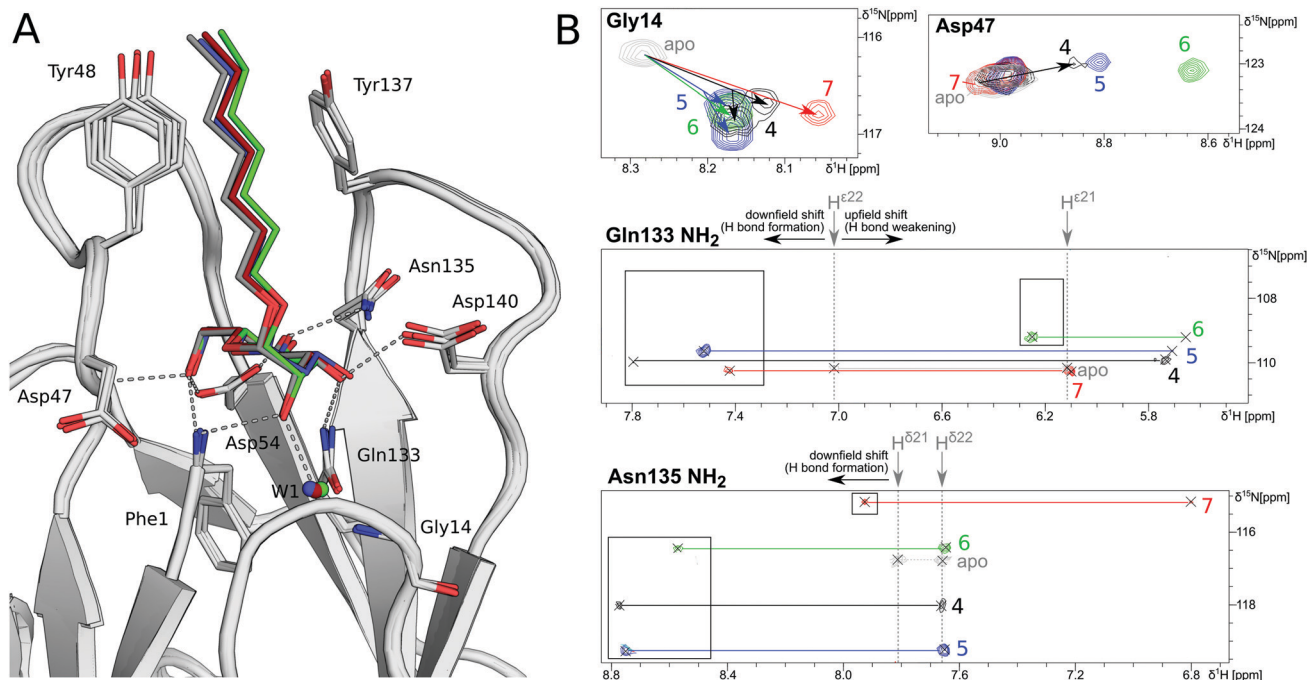 A
Tyr48
Tyr137
Asn135
Asp140
Asp47
Asp54
Gln133
W1
Phe1
Gly14
B
Gly14
apo
5
6
4
7
δ¹⁵N[ppm]
116
117
8.3
8.2
8.1
δ¹H [ppm]
Asp47
4
5
6
7
apo
δ¹⁵N[ppm]
123
124
9.0
8.8
8.6
δ¹H [ppm]
Gln133 NH₂
downfield shift
(H bond formation)
Hᵋ²²
upfield shift
(H bond weakening)
Hᵋ²¹
δ¹⁵N[ppm]
108
110
6
5
4
apo
7
7.8
7.4
7.0
6.6
6.2
5.8
δ¹H [ppm]
Asn135 NH₂
downfield shift
(H bond formation)
Hᵟ²¹
Hᵟ²²
δ¹⁵N[ppm]
116
118
7
6
apo
4
5
8.8
8.4
8.0
7.6
7.2
6.8
δ¹H [ppm]